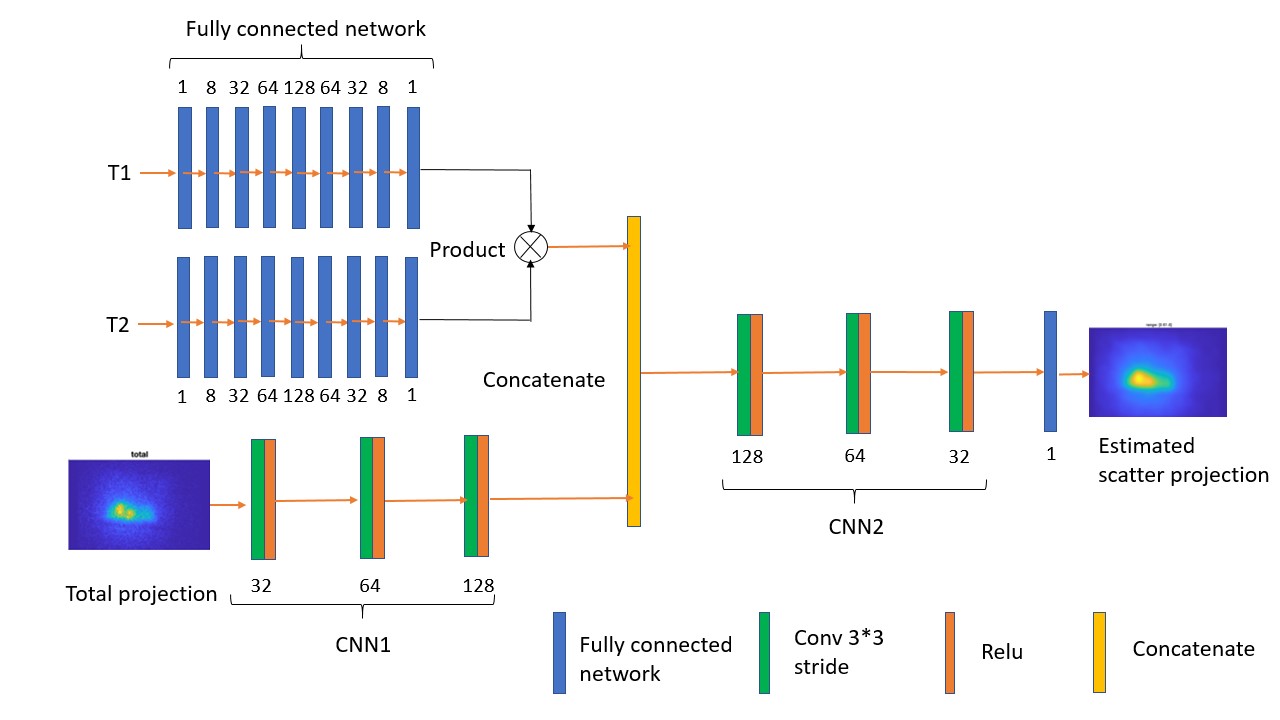 Fully connected network
1 8 32 64 128 64 32 8 1
T1
Product
T2
1 8 32 64 128 64 32 8 1
Concatenate
total
Total projection
32 64 128
CNN1
128 64 32 1
CNN2
Estimated
scatter projection
Fully connected
network
Conv 3*3
stride
Relu
Concatenate